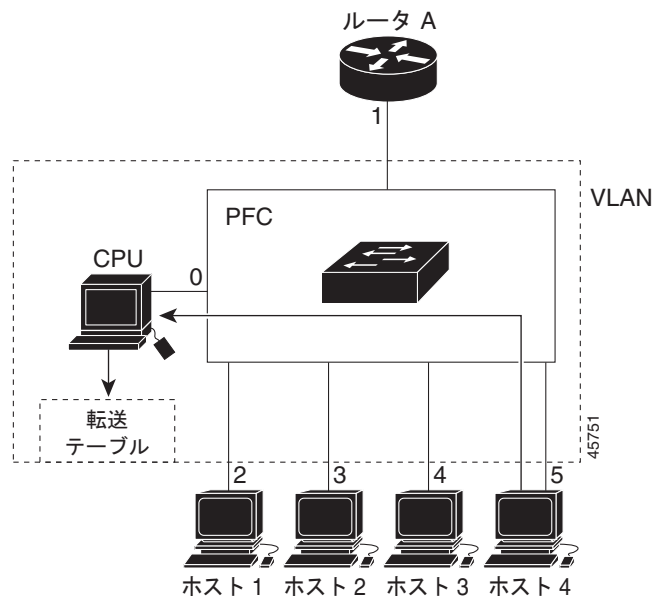 ルータ A
1
VLAN
PFC
CPU
0
転送
テーブル
45751
2
3
4
5
ホスト 1
ホスト 2
ホスト 3
ホスト 4